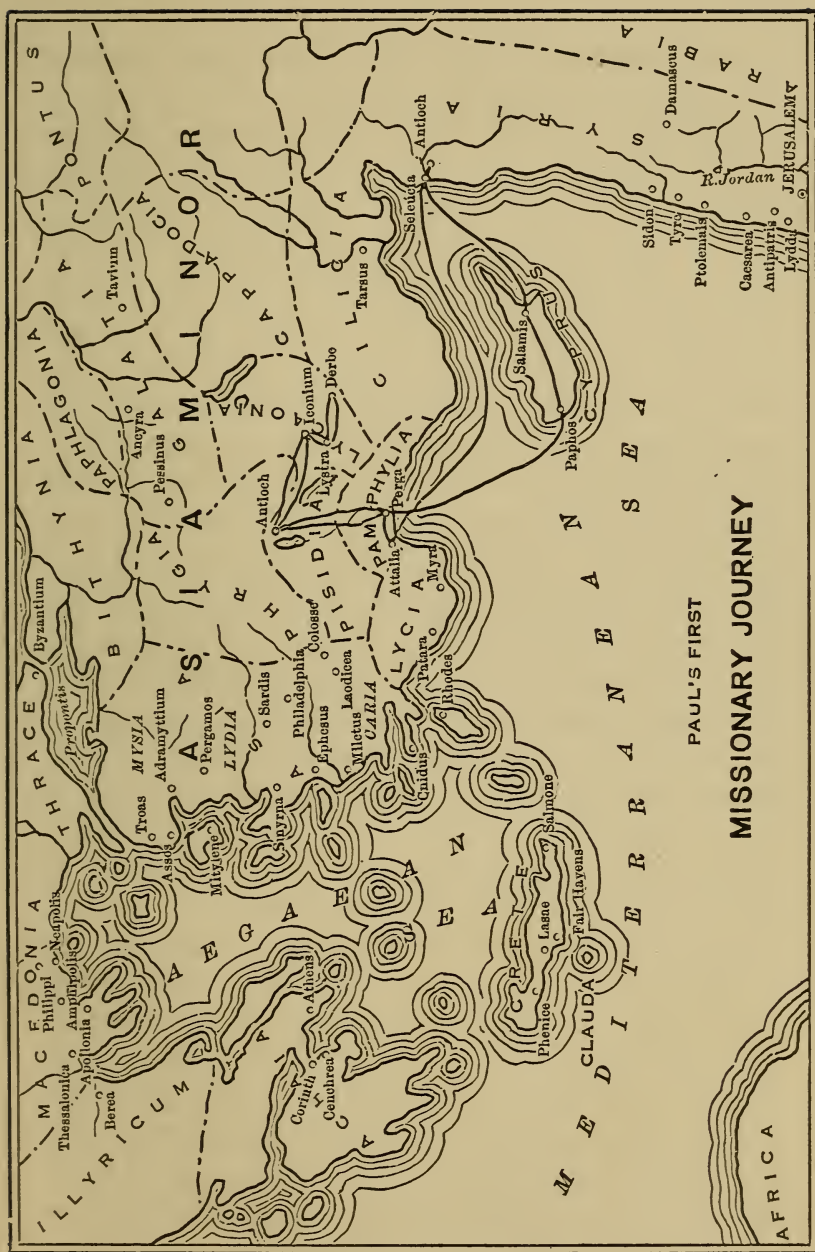 PAUL'S FIRST
MISSIONARY JOURNEY
ILLYRICUM
MACEDONIA
Philippi
Neapolis
Amphipolis
Thessalonica
Apollonia
Berea
THRACE
Byzantium
Propontis
BITHYNIA
PAPHLAGONIA
PONTUS
GALATIA
Tavium
Ancyra
Pessinus
ASIA MINOR
CAPPADOCIA
PHRYGIA
MYSIA
Troas
Adramyttium
Assos
Pergamos
Mitylene
LYDIA
ASIA
Sardis
Smyrna
Philadelphia
Ephesus
Colosse
Laodicea
Miletus
CARIA
Cnidus
PISIDIA
Antioch
LYCAONIA
Iconium
Lystra
Derbe
CILICIA
Tarsus
PAMPHYLIA
Perga
Attalia
LYCIA
Myra
Patara
Rhodes
AEGAEAN
SEA
ACHAIA
Athens
Corinth
Cenchrea
CRETE
Salmone
Lasae
Fair Havens
Phenice
CLAUDA
CYPRUS
Salamis
Paphos
Seleucia
Antioch
SYRIA
ARABIA
Damascus
Sidon
Tyre
Ptolemais
Caesarea
Antipatris
Lydda
R. Jordan
JERUSALEM
MEDITERRANEAN
SEA
AFRICA